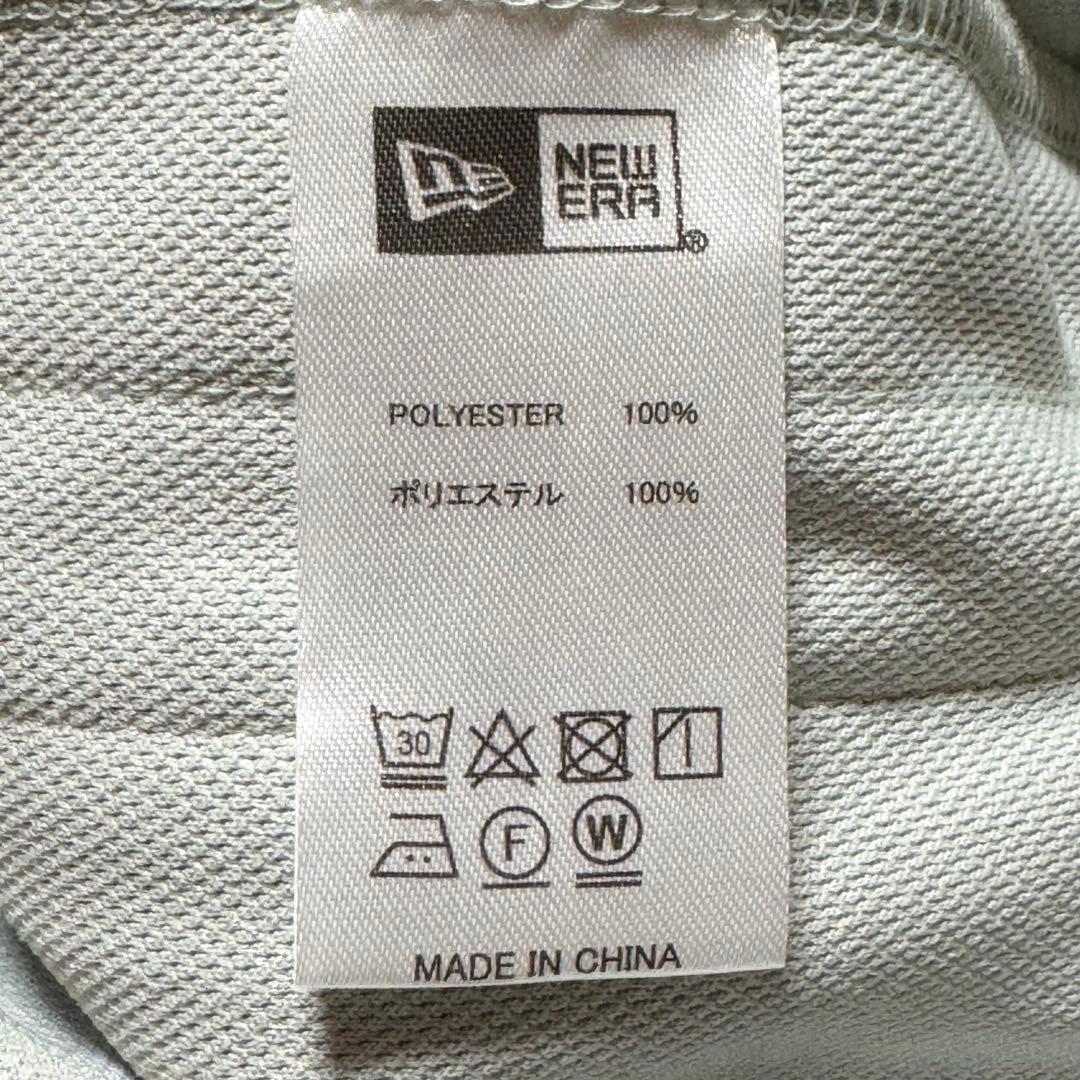 NEW
ERA
®
POLYESTER 100%
ポリエステル 100%
30
F W
MADE IN CHINA